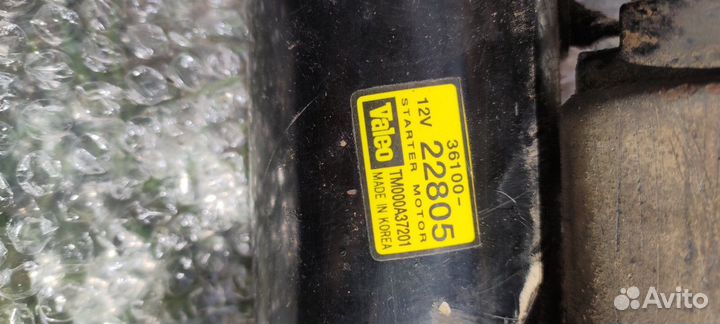 36100-
12V 22805
STARTER MOTOR
Valeo TM000A37201
MADE IN KOREA
Avito